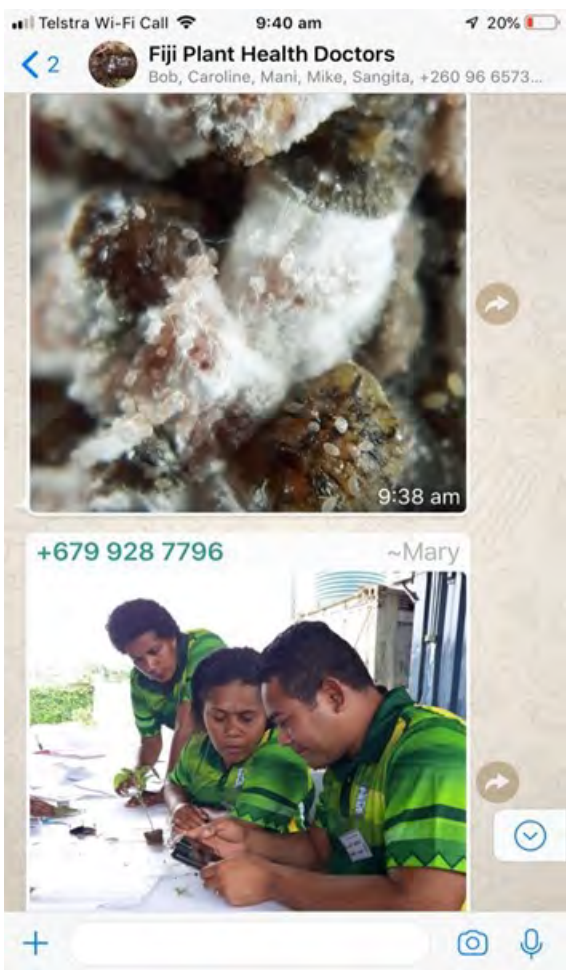 Telstra Wi-Fi Call
9:40 am
20%
2
Fiji Plant Health Doctors
Bob, Caroline, Mani, Mike, Sangita, +260 96 6573...
9:38 am
+679 928 7796
~Mary